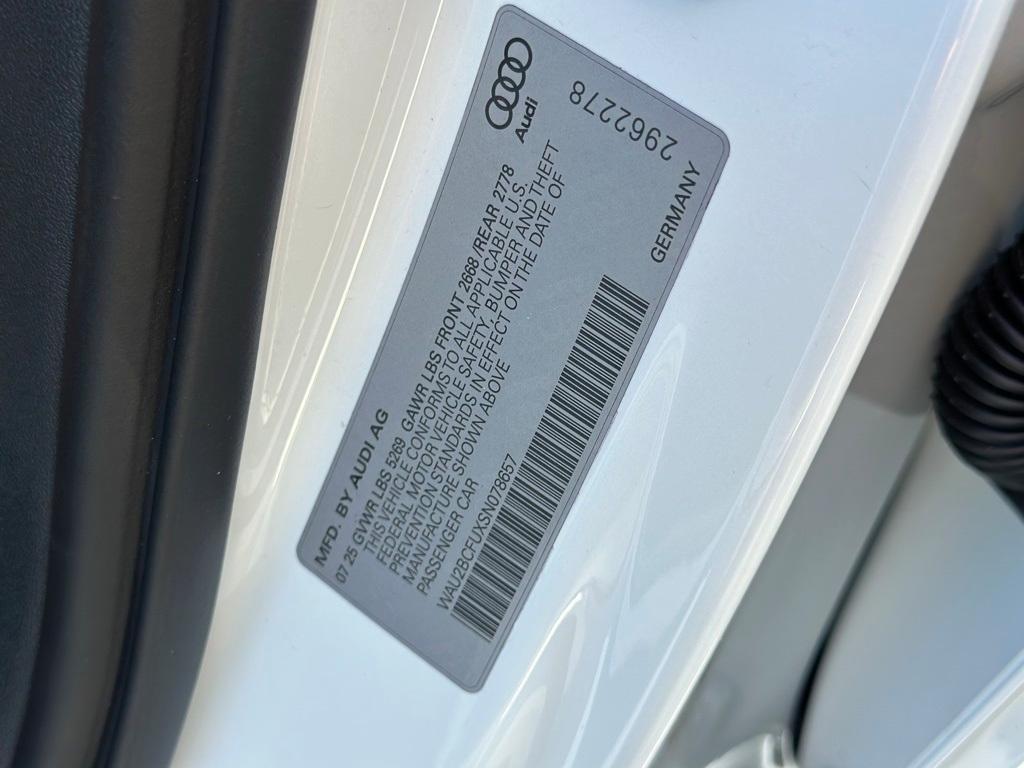 Audi
2962278
MFD. BY AUDI AG
GERMANY
07 25 GVWR LBS 5269 GAWR LBS FRONT 2668/REAR 2778
THIS VEHICLE CONFORMS TO ALL APPLICABLE U.S.
FEDERAL MOTOR VEHICLE SAFETY, BUMPER AND THEFT
PREVENTION STANDARDS IN EFFECT ON THE DATE OF
MANUFACTURE SHOWN ABOVE
PASSENGER CAR
WAU2BCFUXSN078657